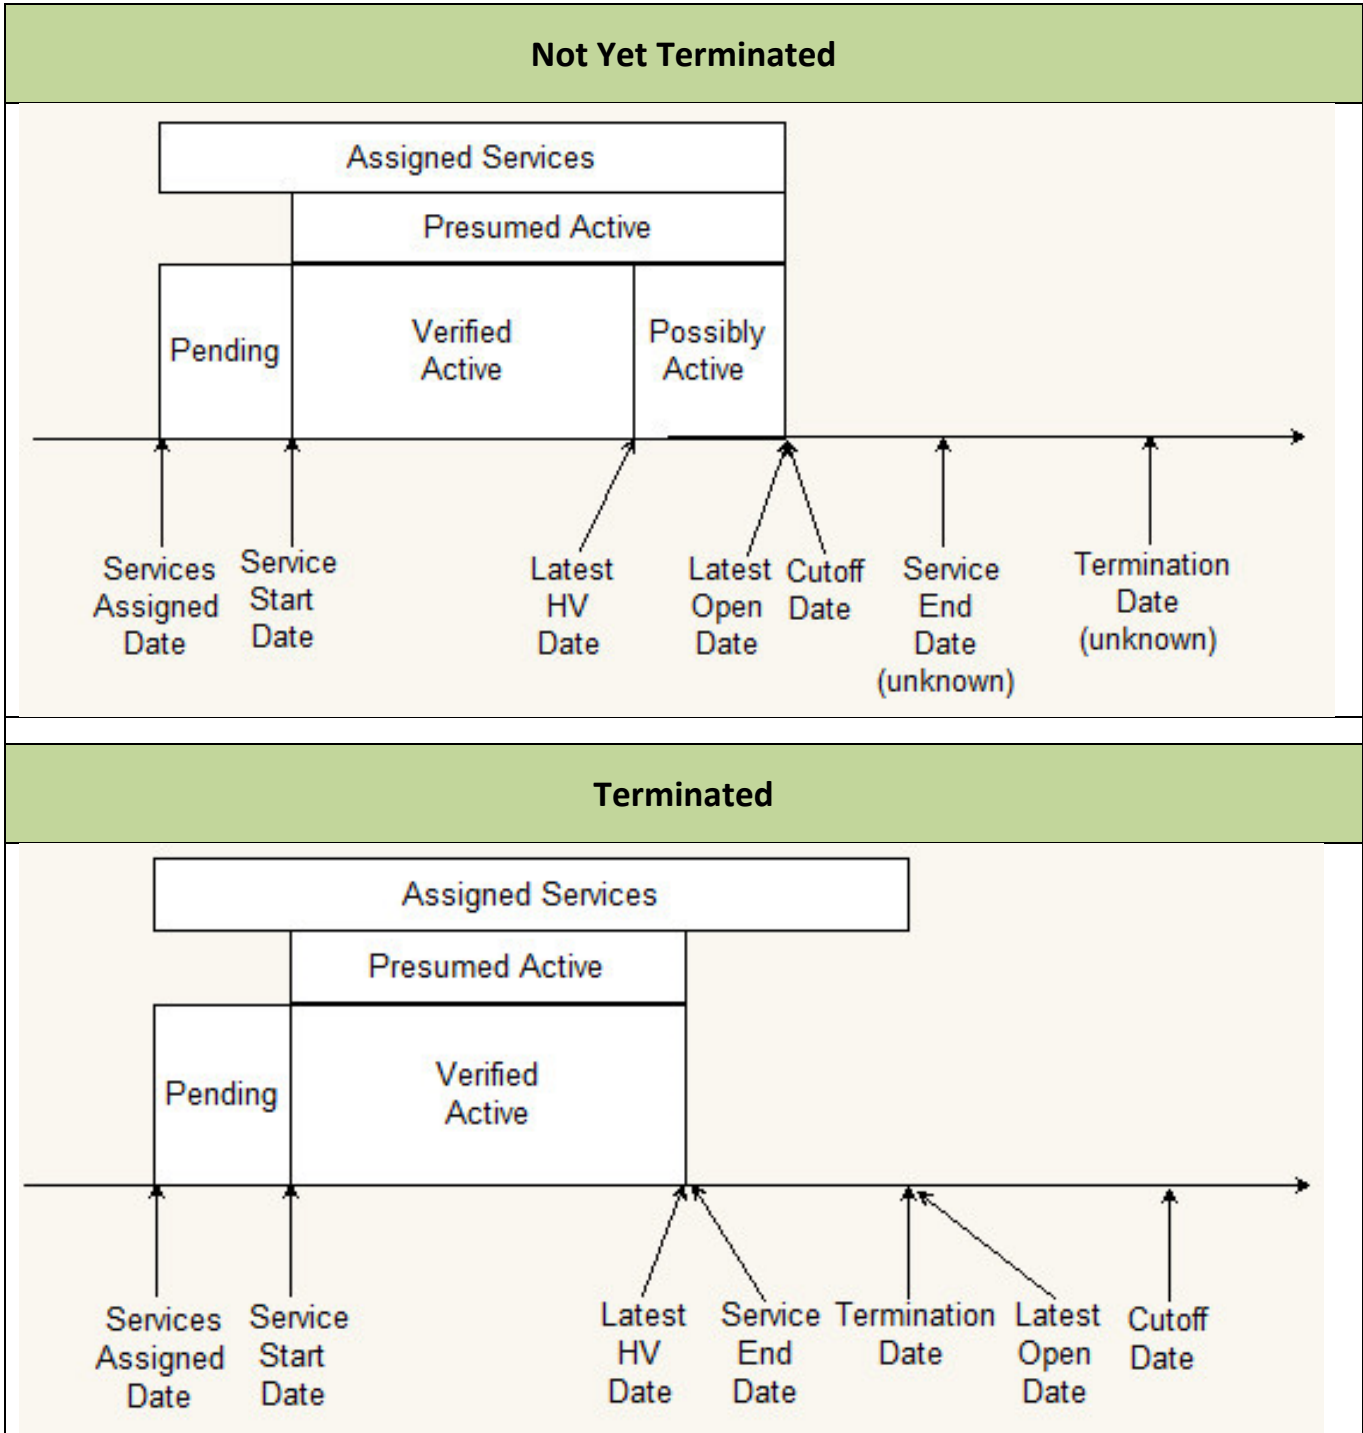 Not Yet Terminated
Assigned Services
Presumed Active
Pending
Verified
Active
Possibly
Active
Services
Assigned
Date
Service
Start
Date
Latest
HV
Date
Latest
Open
Date
Cutoff
Date
Service
End
Date
(unknown)
Termination
Date
(unknown)
Terminated
Assigned Services
Presumed Active
Pending
Verified
Active
Services
Assigned
Date
Service
Start
Date
Latest
HV
Date
Service
End
Date
Termination
Date
Latest
Open
Date
Cutoff
Date